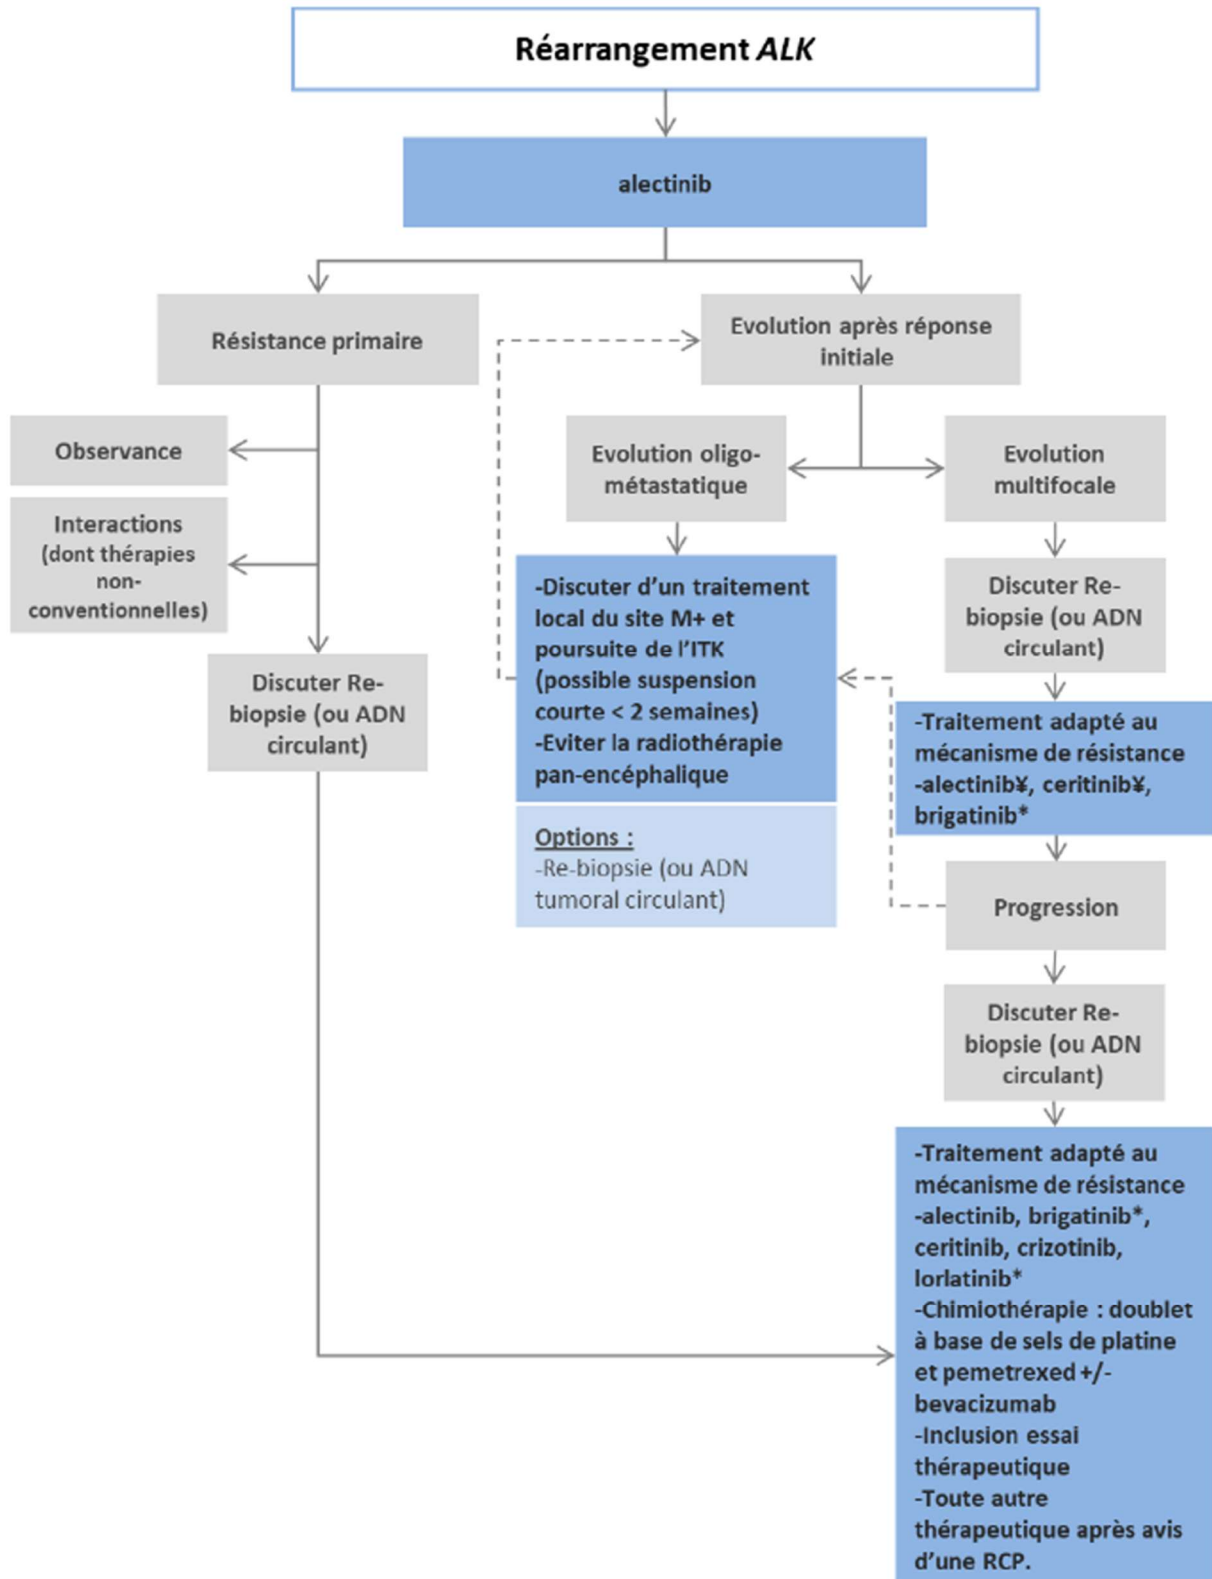 Réarrangement ALK
alectinib
Résistance primaire
Evolution après réponse
initiale
Observance
Interactions
(dont thérapies
non-
conventionnelles)
Discuter Re-
biopsie (ou ADN
circulant)
Evolution oligo-
métastatique
-Discuter d’un traitement
local du site M+ et
poursuite de l’ITK
(possible suspension
courte < 2 semaines)
-Eviter la radiothérapie
pan-encéphalique
Options :
-Re-biopsie (ou ADN
tumoral circulant)
Evolution
multifocale
Discuter Re-
biopsie (ou ADN
circulant)
-Traitement adapté au
mécanisme de résistance
-alectinib¥, ceritinib¥,
brigatinib*
Progression
Discuter Re-
biopsie (ou ADN
circulant)
-Traitement adapté au
mécanisme de résistance
-alectinib, brigatinib*,
ceritinib, crizotinib,
lorlatinib*
-Chimiothérapie : doublet
à base de sels de platine
et pemetrexed +/-
bevacizumab
-Inclusion essai
thérapeutique
-Toute autre
thérapeutique après avis
d’une RCP.